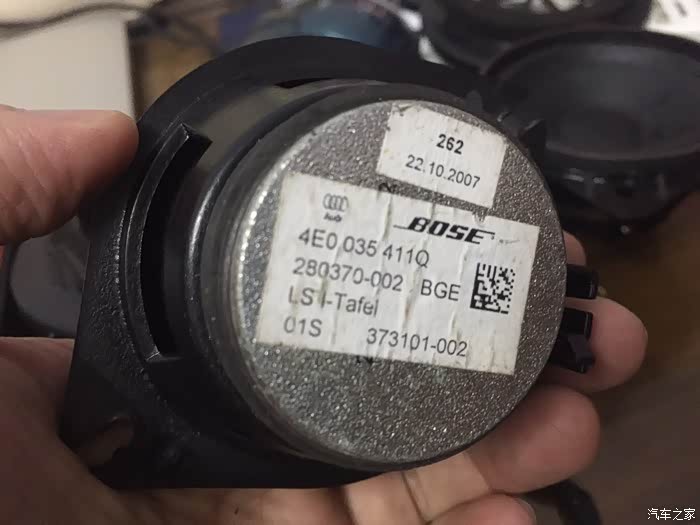 262
22.10.2007
Audi
BOSE
4E0 035 411Q
280370-002 BGE
LS I-Tafel
01S 373101-002
汽车之家